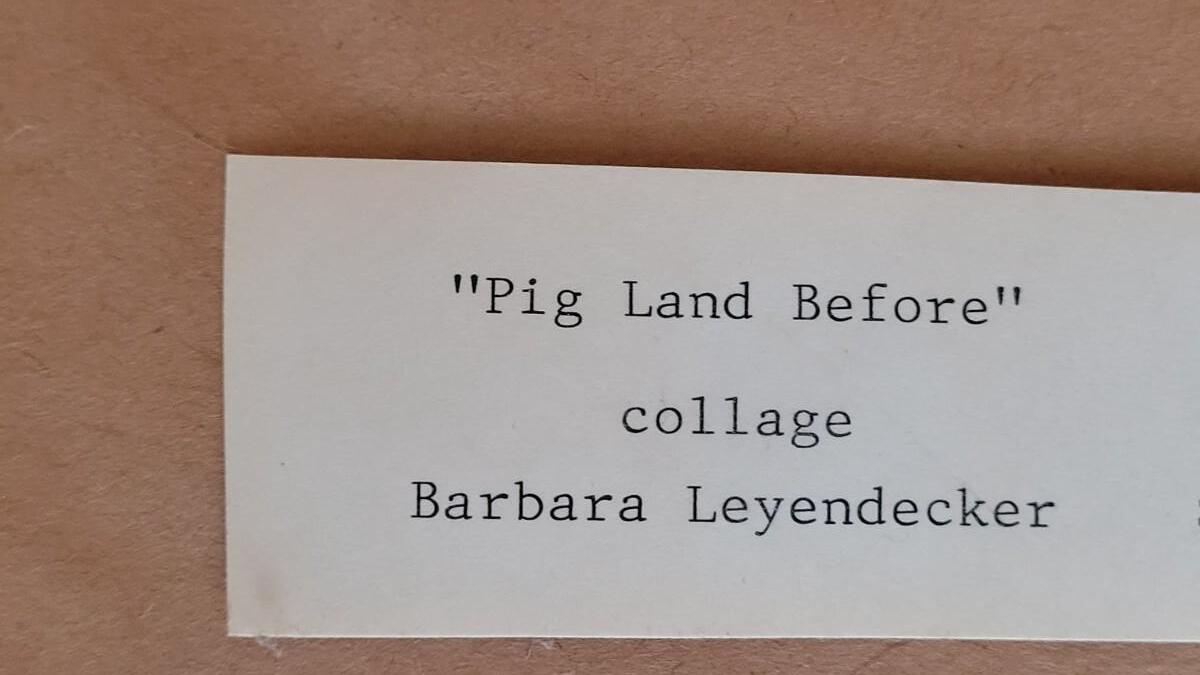 "Pig Land Before"
collage
Barbara Leyendecker